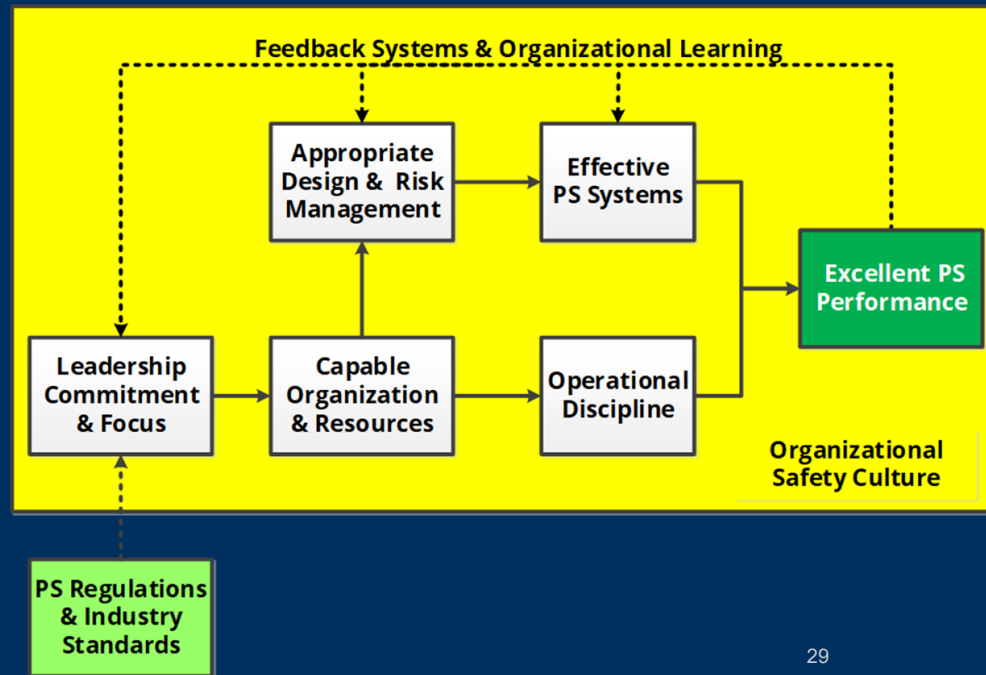 Feedback Systems & Organizational Learning
Appropriate
Design & Risk
Management
Effective
PS Systems
Excellent PS
Performance
Leadership
Commitment
& Focus
Capable
Organization
& Resources
Operational
Discipline
Organizational
Safety Culture
PS Regulations
& Industry
Standards
29